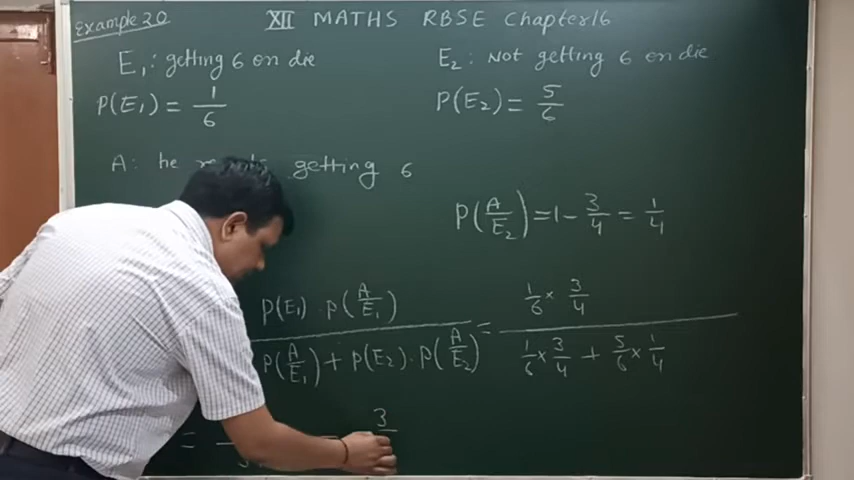 Example 20
XII MATHS RBSE Chapter 16
E₁: getting 6 on die
E₂: Not getting 6 on die
P(E₁) = 1/6
P(E₂) = 5/6
A: he getting 6
P(A/E₂) = 1 - 3/4 = 1/4
P(E₁) . P(A/E₁)
1/6 × 3/4
=
P(A/E₁) + P(E₂) . P(A/E₂)
1/6 × 3/4 + 5/6 × 1/4
= 3